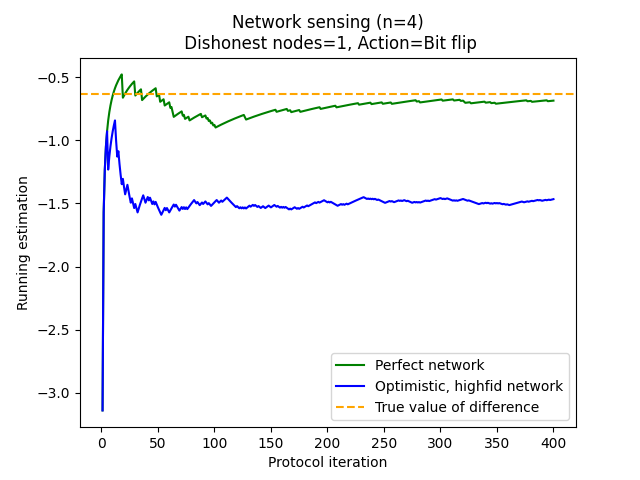 Network sensing (n=4)
Dishonest nodes=1, Action=Bit flip
Running estimation
−0.5
−1.0
−1.5
−2.0
−2.5
−3.0
Perfect network
Optimistic, highfid network
True value of difference
0 50 100 150 200 250 300 350 400
Protocol iteration